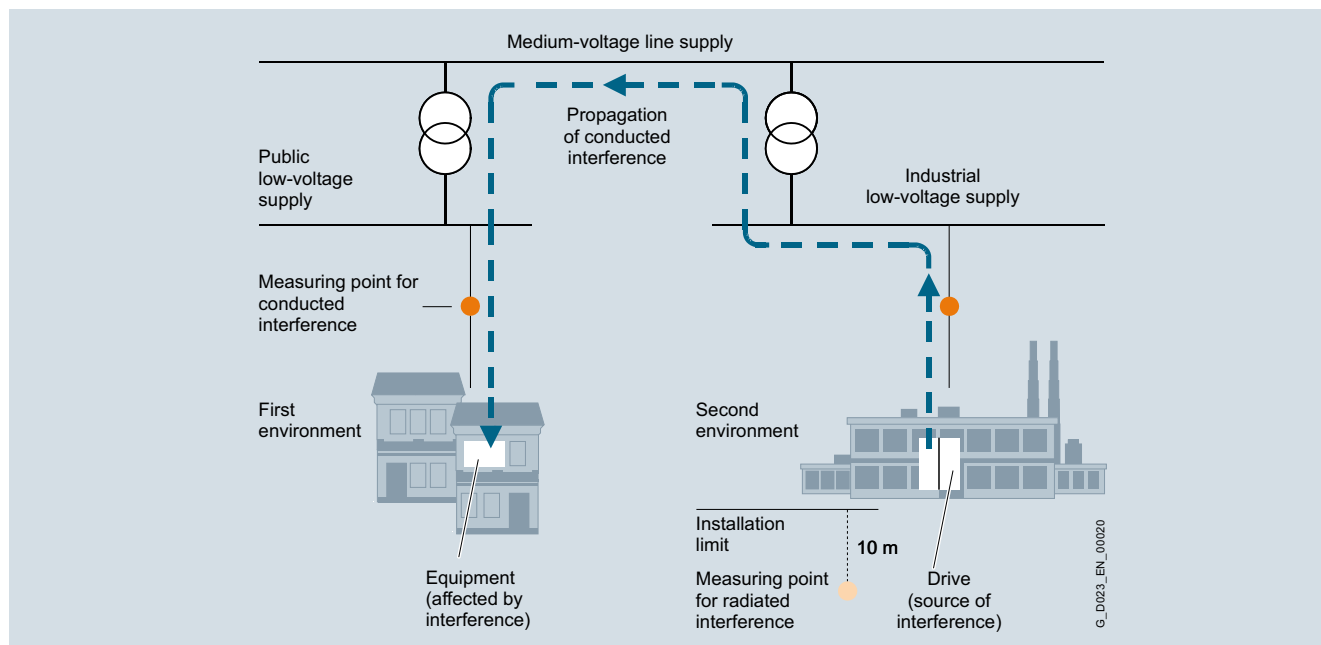 Medium-voltage line supply
Propagation
of conducted
interference
Public
low-voltage
supply
Industrial
low-voltage supply
Measuring point for
conducted
interference
First
environment
Second
environment
Installation
limit
10 m
Measuring point
for radiated
interference
Equipment
(affected by
interference)
Drive
(source of
interference)
G_D023_EN_00020